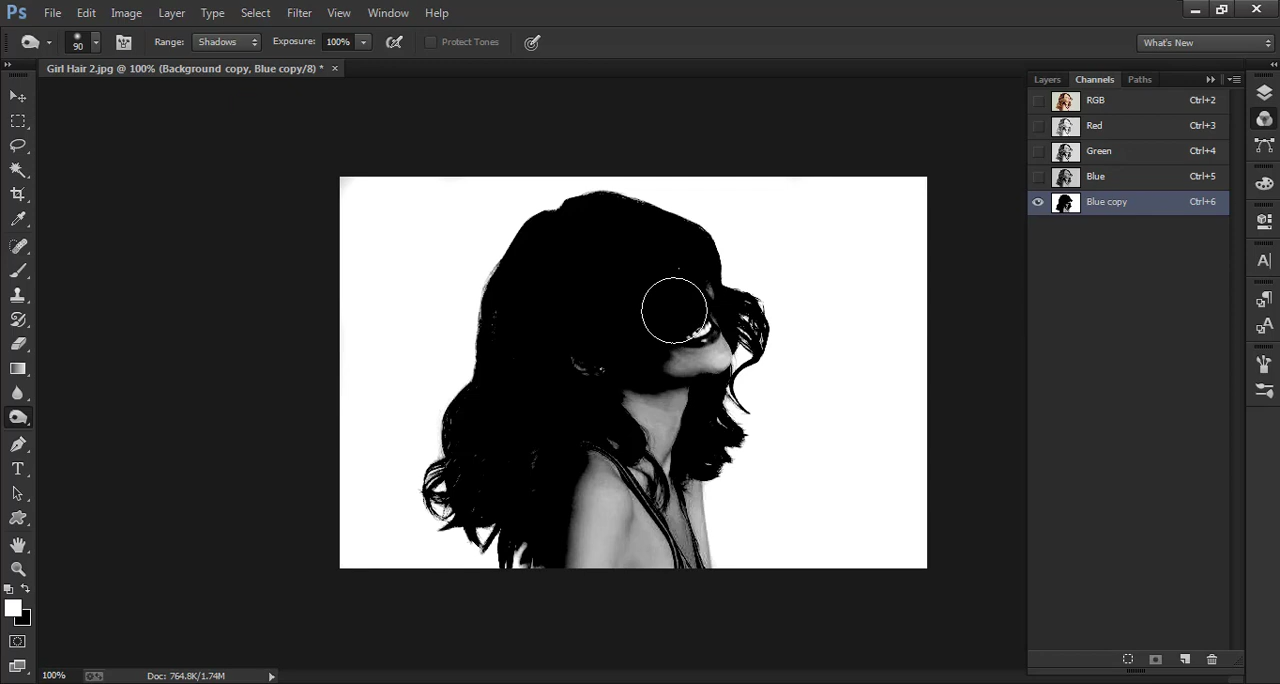 Ps File Edit Image Layer Type Select Filter View Window Help
90 Range: Shadows Exposure: 100% Protect Tones What's New
Girl Hair 2.jpg @ 100% (Background copy, Blue copy/8) * ×
Layers Channels Paths
RGB Ctrl+2
Red Ctrl+3
Green Ctrl+4
Blue Ctrl+5
Blue copy Ctrl+6
100% Doc: 764.8K/1.74M